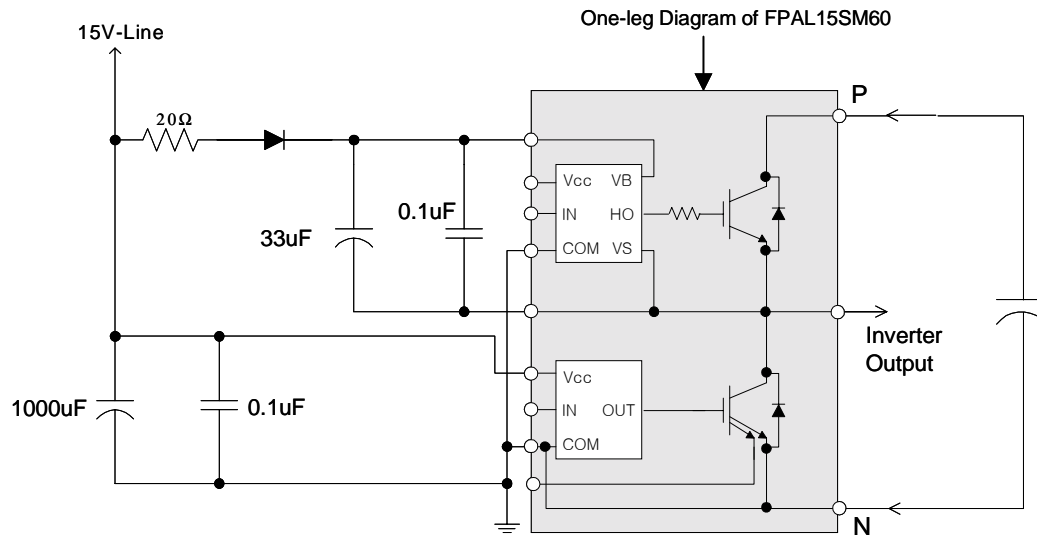 One-leg Diagram of FPAL15SM60
15V-Line
P
20Ω
Vcc VB
33uF
0.1uF
IN HO
COM VS
Inverter
Output
1000uF
0.1uF
Vcc
IN OUT
COM
N